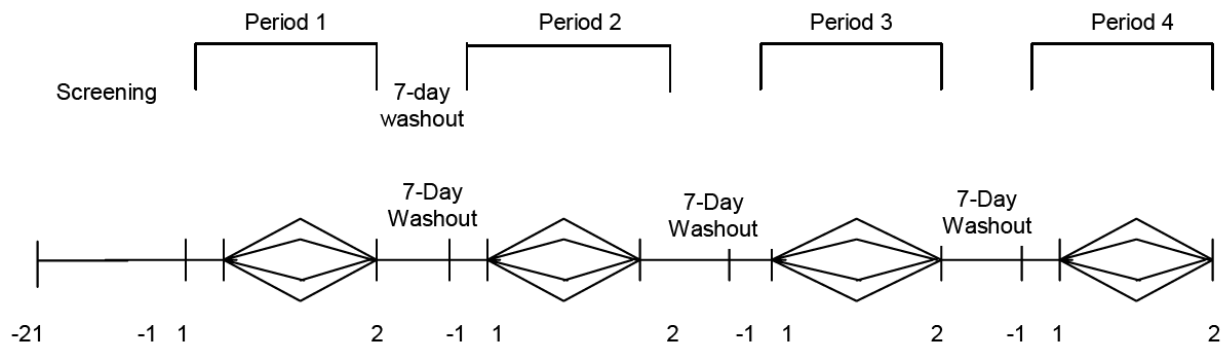 Period 1 Period 2 Period 3 Period 4
Screening 7-day
washout
7-Day
Washout
7-Day
Washout
7-Day
Washout
-21 -1 1 2 -1 1 2 -1 1 2 -1 1 2